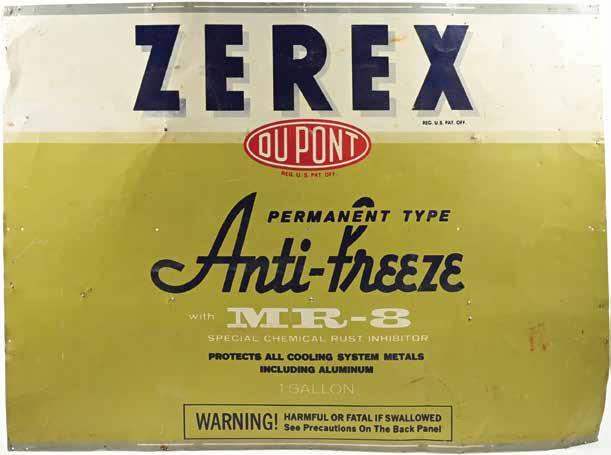 ZEREX
REG. U.S. PAT. OFF.
DU PONT
REG. U.S. PAT. OFF.
PERMANENT TYPE
Anti-freeze
with MR-8
SPECIAL CHEMICAL RUST INHIBITOR
PROTECTS ALL COOLING SYSTEM METALS
INCLUDING ALUMINUM
1 GALLON
WARNING! HARMFUL OR FATAL IF SWALLOWED
See Precautions On The Back Panel